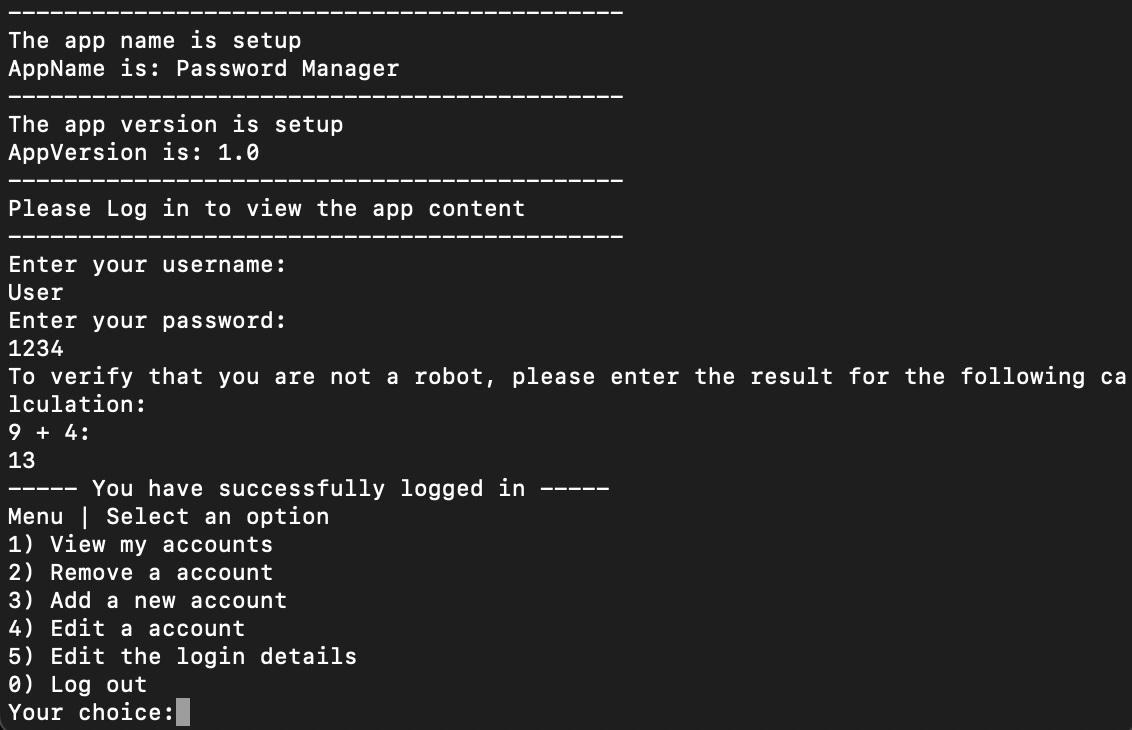 --------------------------------------------
The app name is setup
AppName is: Password Manager
--------------------------------------------
The app version is setup
AppVersion is: 1.0
--------------------------------------------
Please Log in to view the app content
--------------------------------------------
Enter your username:
User
Enter your password:
1234
To verify that you are not a robot, please enter the result for the following ca
lculation:
9 + 4:
13
----- You have successfully logged in -----
Menu | Select an option
1) View my accounts
2) Remove a account
3) Add a new account
4) Edit a account
5) Edit the login details
0) Log out
Your choice: